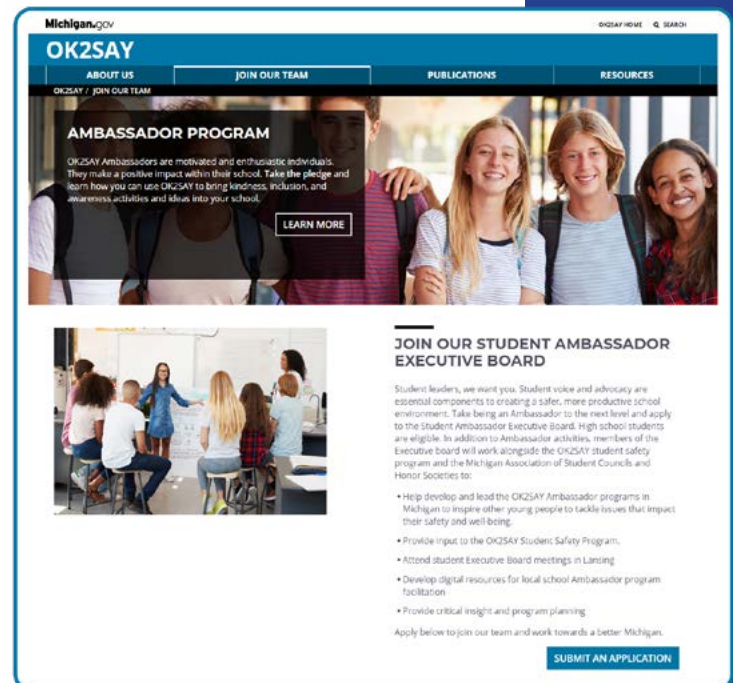 Michigan.gov
OK2SAY HOME SEARCH
OK2SAY
ABOUT US JOIN OUR TEAM PUBLICATIONS RESOURCES
OK2SAY / JOIN OUR TEAM
AMBASSADOR PROGRAM
OK2SAY Ambassadors are motivated and enthusiastic individuals.
They make a positive impact within their school. Take the pledge and
learn how you can use OK2SAY to bring kindness, inclusion, and
awareness activities and ideas into your school.
LEARN MORE
JOIN OUR STUDENT AMBASSADOR
EXECUTIVE BOARD
Student leaders, we want you. Student voice and advocacy are
essential components to creating a safer, more productive school
environment. Take being an Ambassador to the next level and apply
to the Student Ambassador Executive Board. High school students
are eligible. In addition to Ambassador activities, members of the
Executive board will work alongside the OK2SAY student safety
program and the Michigan Association of Student Councils and
Honor Societies to:
• Help develop and lead the OK2SAY Ambassador programs in
Michigan to inspire other young people to tackle issues that impact
their safety and well-being.
• Provide input to the OK2SAY Student Safety Program.
• Attend student Executive Board meetings in Lansing
• Develop digital resources for local school Ambassador program
facilitation
• Provide critical insight and program planning
Apply below to join our team and work towards a better Michigan.
SUBMIT AN APPLICATION